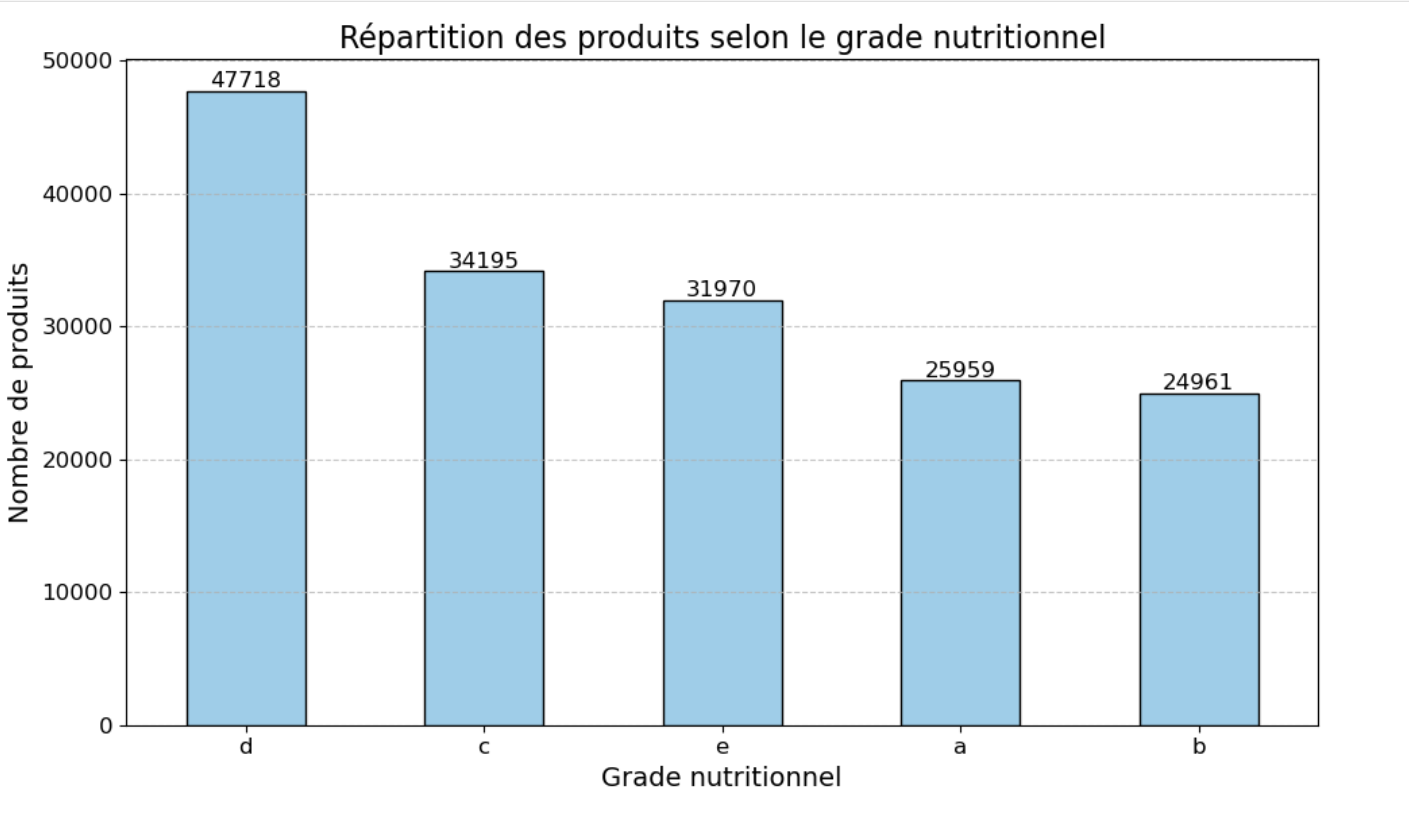 Répartition des produits selon le grade nutritionnel
50000
40000
30000
20000
10000
0
Nombre de produits
47718
34195
31970
25959
24961
d c e a b
Grade nutritionnel